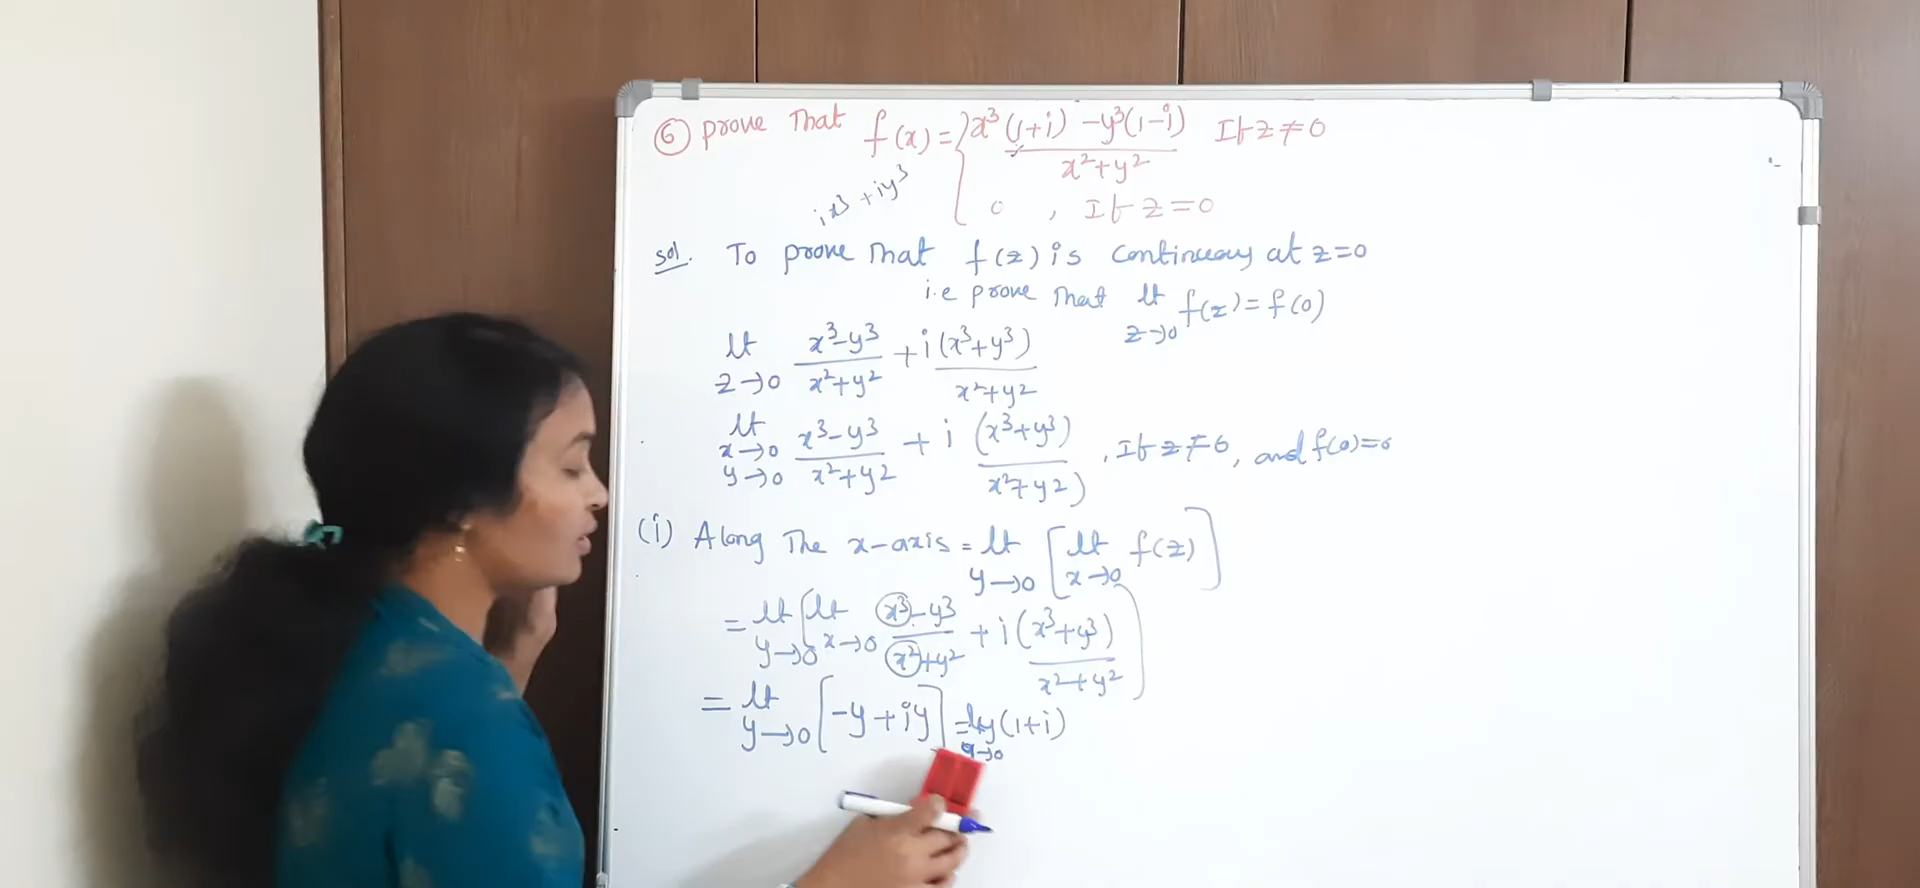 ⑥ prove that f(x)= { x³(1+i) -y³(1-i) / x²+y² If z≠0
ix³+iy³
0 , If z=0
sol. To prove that f(z) is continuous at z=0
i.e prove that lt z→0 f(z)=f(0)
lt z→0 x³-y³ / x²+y² + i(x³+y³) / x²+y²
lt x→0 y→0 x³-y³ / x²+y² + i (x³+y³) / x²+y²) , If z≠0, and f(0)=0
(i) Along The x-axis = lt y→0 [ lt x→0 f(z) ]
= lt y→0 [ lt x→0 x³-y³ / x²+y² + i(x³+y³) / x²+y² ]
= lt y→0 [-y+iy] = (1+i)